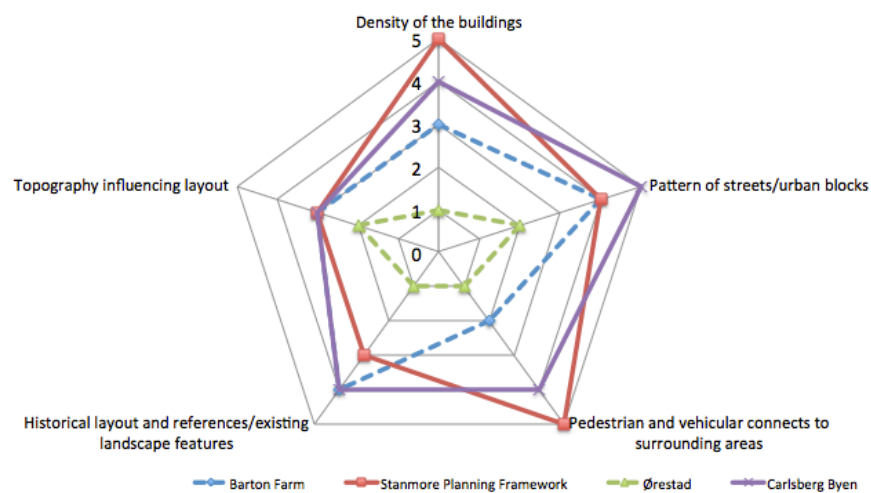 Density of the buildings
5
4
3
2
1
0
Topography influencing layout
Pattern of streets/urban blocks
Historical layout and references/existing
landscape features
Pedestrian and vehicular connects to
surrounding areas
Barton Farm
Stanmore Planning Framework
Ørestad
Carlsberg Byen